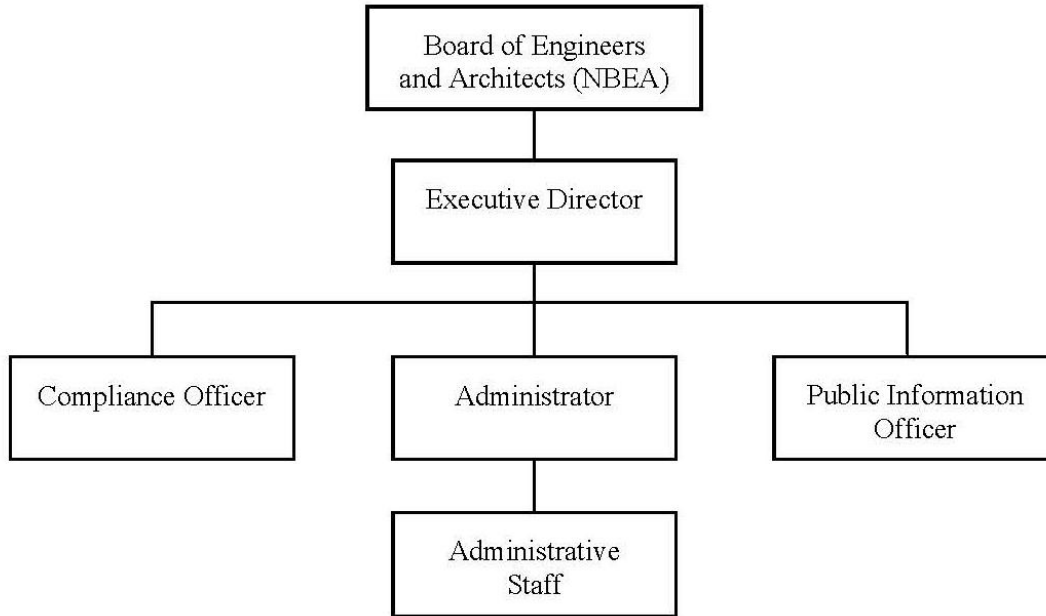 Board of Engineers
and Architects (NBEA)
Executive Director
Compliance Officer
Administrator
Public Information
Officer
Administrative
Staff